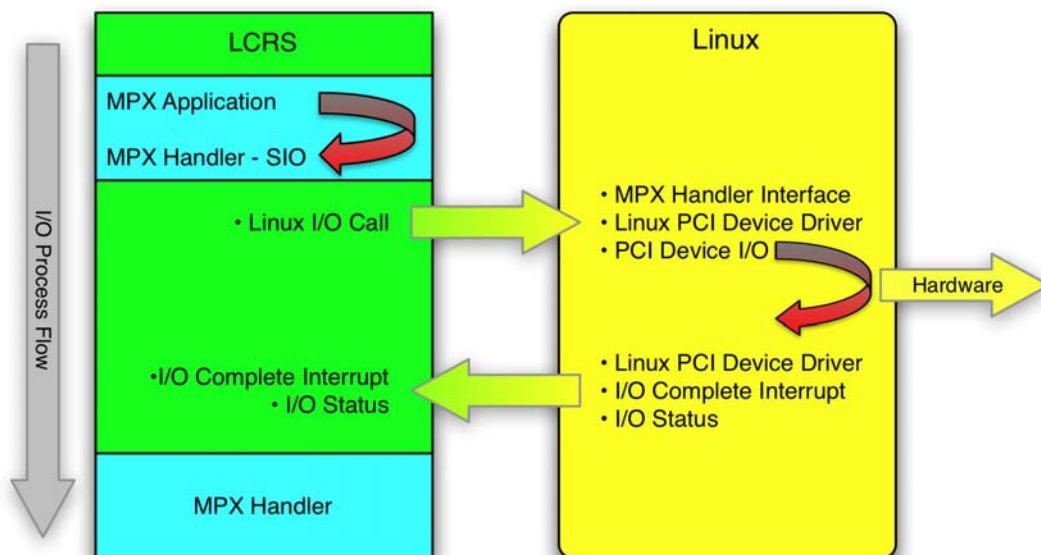 I/O Process Flow
LCRS
MPX Application
MPX Handler - SIO
• Linux I/O Call
•I/O Complete Interrupt
• I/O Status
MPX Handler
Linux
• MPX Handler Interface
• Linux PCI Device Driver
• PCI Device I/O
• Linux PCI Device Driver
• I/O Complete Interrupt
• I/O Status
Hardware